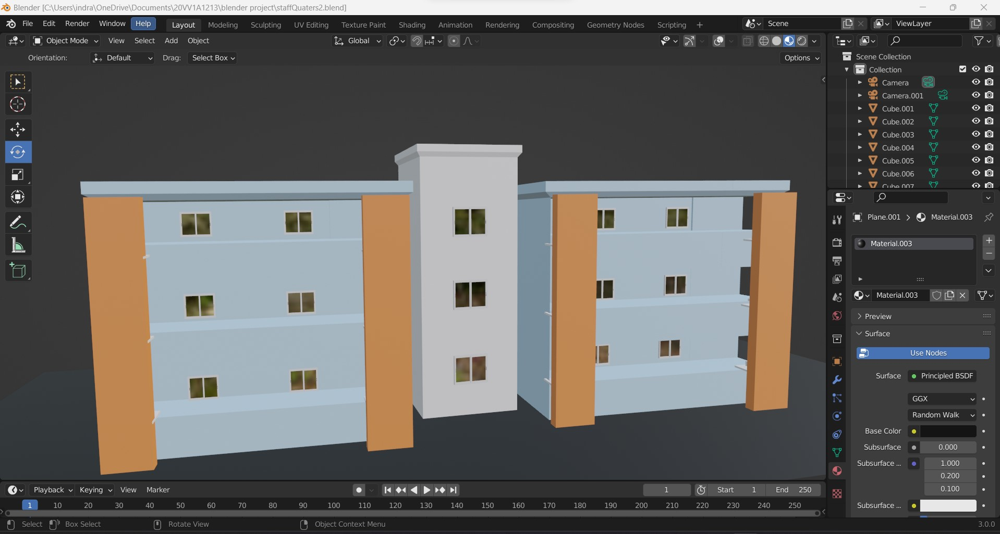 Blender [C:\Users\indra\OneDrive\Documents\20VV1A1213\blender project\staffQuaters2.blend]
File Edit Render Window Help Layout Modeling Sculpting UV Editing Texture Paint Shading Animation Rendering Compositing Geometry Nodes Scripting + Scene ViewLayer
Object Mode View Select Add Object Global
Orientation: Default Drag: Select Box Options
Scene Collection
Collection
Camera
Camera.001
Cube.001
Cube.002
Cube.003
Cube.004
Cube.005
Cube.006
Cube.007
Plane.001 > Material.003
Material.003
Material.003
Preview
Surface
Use Nodes
Surface Principled BSDF
GGX
Random Walk
Base Color
Subsurface 0.000
Subsurface ... 1.000
0.200
0.100
Subsurface ...
Playback Keying View Marker 1 Start 1 End 250
1 10 20 30 40 50 60 70 80 90 100 110 120 130 140 150 160 170 180 190 200 210 220 230 240 250
Select Box Select Rotate View Object Context Menu 3.0.0